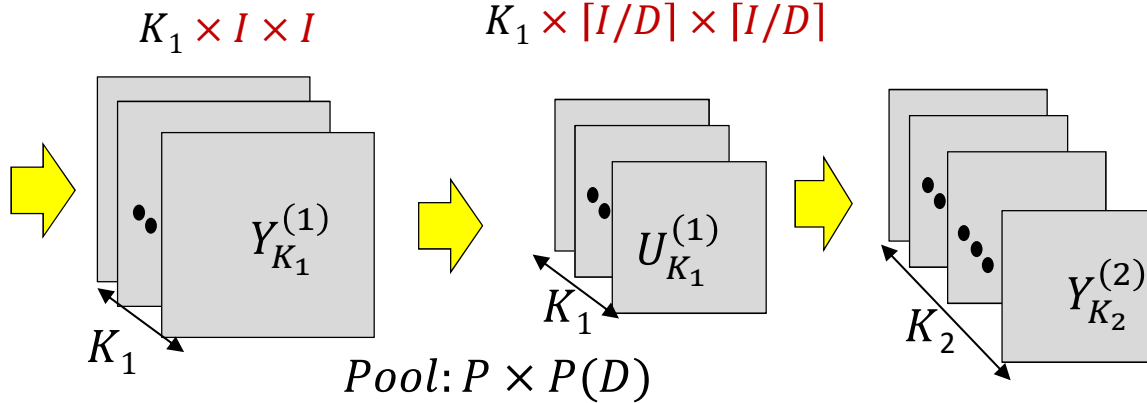 K₁ × I × I
K₁ × ⌈I/D⌉ × ⌈I/D⌉
Y_{K₁}^{(1)}
U_{K₁}^{(1)}
Y_{K₂}^{(2)}
K₁
K₁
K₂
Pool: P × P(D)